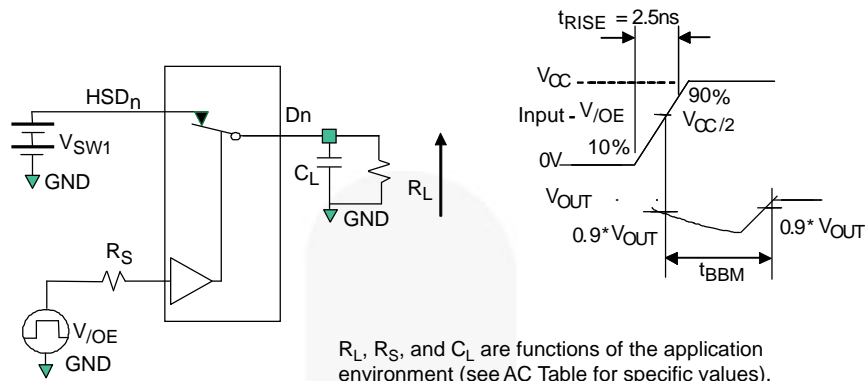 tRISE = 2.5ns
HSDn
Dn
VSW1
GND
CL
RL
GND
RS
V/OE
GND
VCC
Input - V/OE
90%
VCC/2
10%
0V
VOUT
0.9* VOUT
0.9* VOUT
tBBM
RL, RS, and CL are functions of the application
environment (see AC Table for specific values).